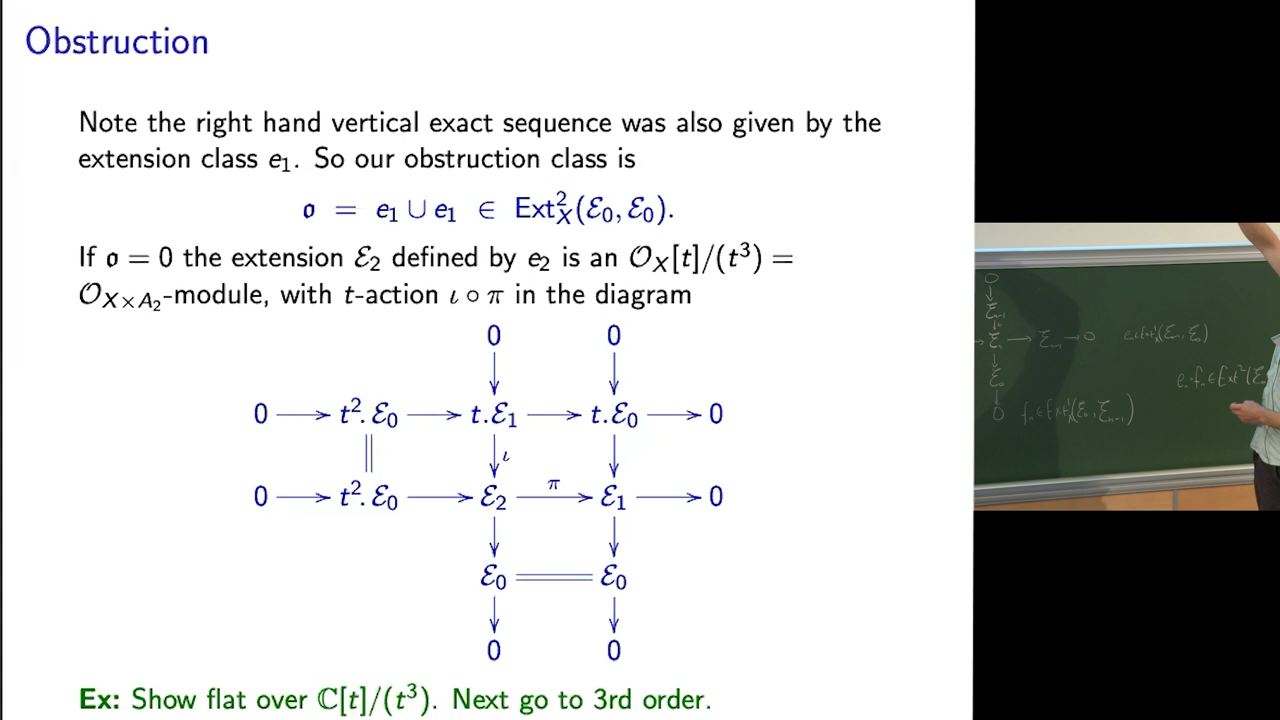 Obstruction
Note the right hand vertical exact sequence was also given by the
extension class e₁. So our obstruction class is
𝔬 = e₁ ∪ e₁ ∈ Ext²_X(ℰ₀, ℰ₀).
If 𝔬 = 0 the extension ℰ₂ defined by e₂ is an 𝒪_X[t]/(t³) =
𝒪_{X×A₂}-module, with t-action ι ∘ π in the diagram
0 0
0 → t².ℰ₀ → t.ℰ₁ → t.ℰ₀ → 0
ι
π
0 → t².ℰ₀ → ℰ₂ → ℰ₁ → 0
ℰ₀ = ℰ₀
0 0
Ex: Show flat over ℂ[t]/(t³). Next go to 3rd order.